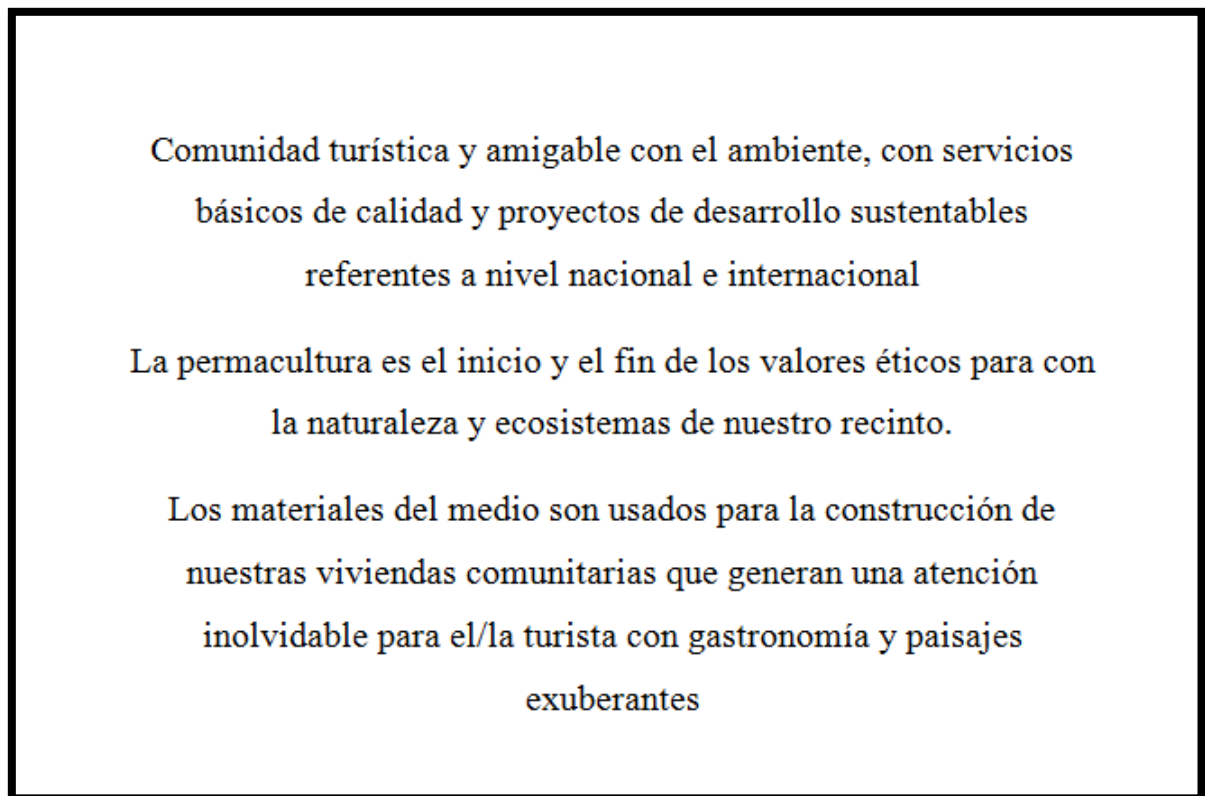 Comunidad turística y amigable con el ambiente, con servicios
básicos de calidad y proyectos de desarrollo sustentables
referentes a nivel nacional e internacional
La permacultura es el inicio y el fin de los valores éticos para con
la naturaleza y ecosistemas de nuestro recinto.
Los materiales del medio son usados para la construcción de
nuestras viviendas comunitarias que generan una atención
inolvidable para el/la turista con gastronomía y paisajes
exuberantes